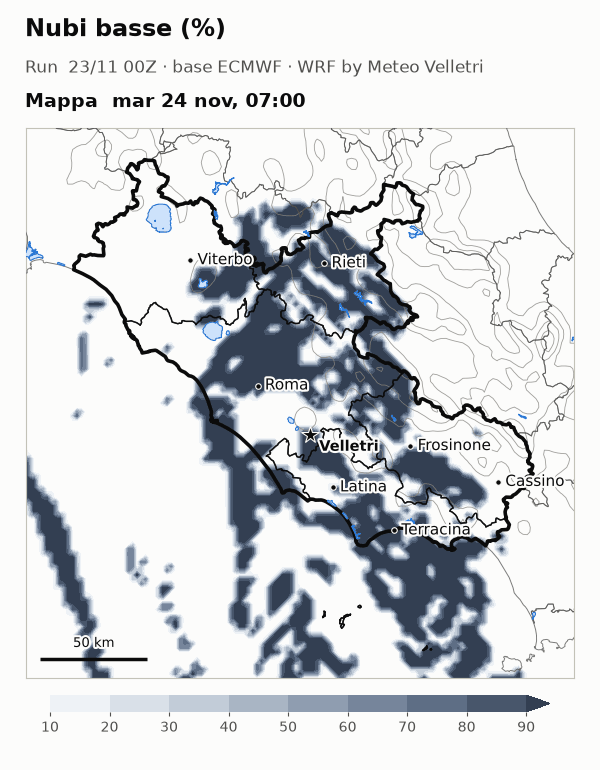 Nubi basse (%)
Run  23/11 00Z · base ECMWF · WRF by Meteo Velletri
Mappa  mar 24 nov, 07:00
Viterbo
Rieti
Roma
Velletri
Frosinone
Latina
Cassino
Terracina
50 km
10 20 30 40 50 60 70 80 90